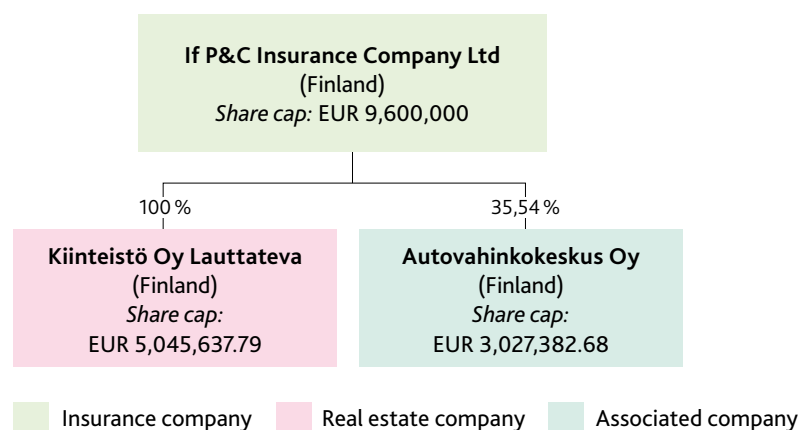 If P&C Insurance Company Ltd
(Finland)
Share cap: EUR 9,600,000
100 %
35,54 %
Kiinteistö Oy Lauttateva
(Finland)
Share cap:
EUR 5,045,637.79
Autovahinkokeskus Oy
(Finland)
Share cap:
EUR 3,027,382.68
Insurance company
Real estate company
Associated company